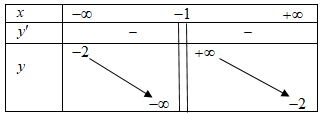 x −∞ −1 +∞
y' − −
y −2 +∞
−∞ −2